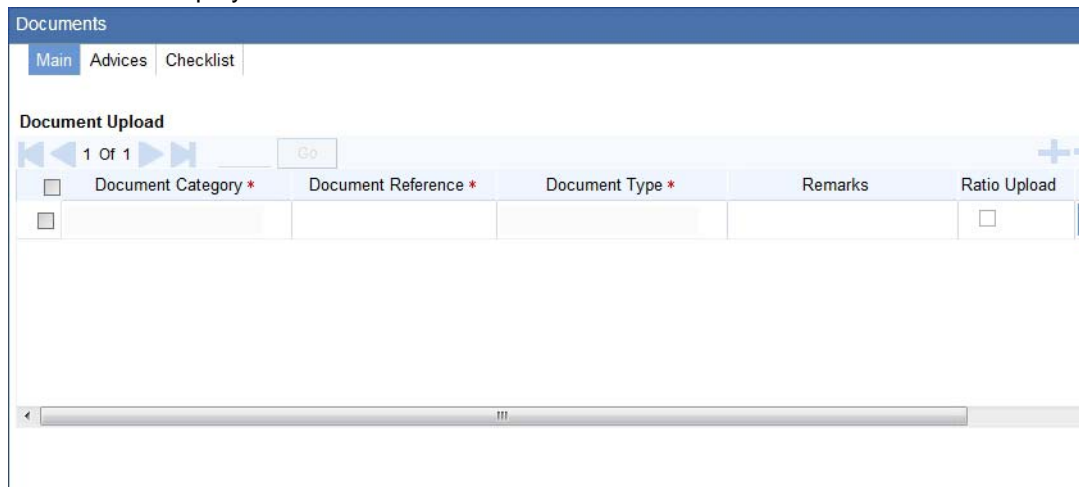 Documents
Main Advices Checklist
Document Upload
1 Of 1 Go
Document Category * Document Reference * Document Type * Remarks Ratio Upload